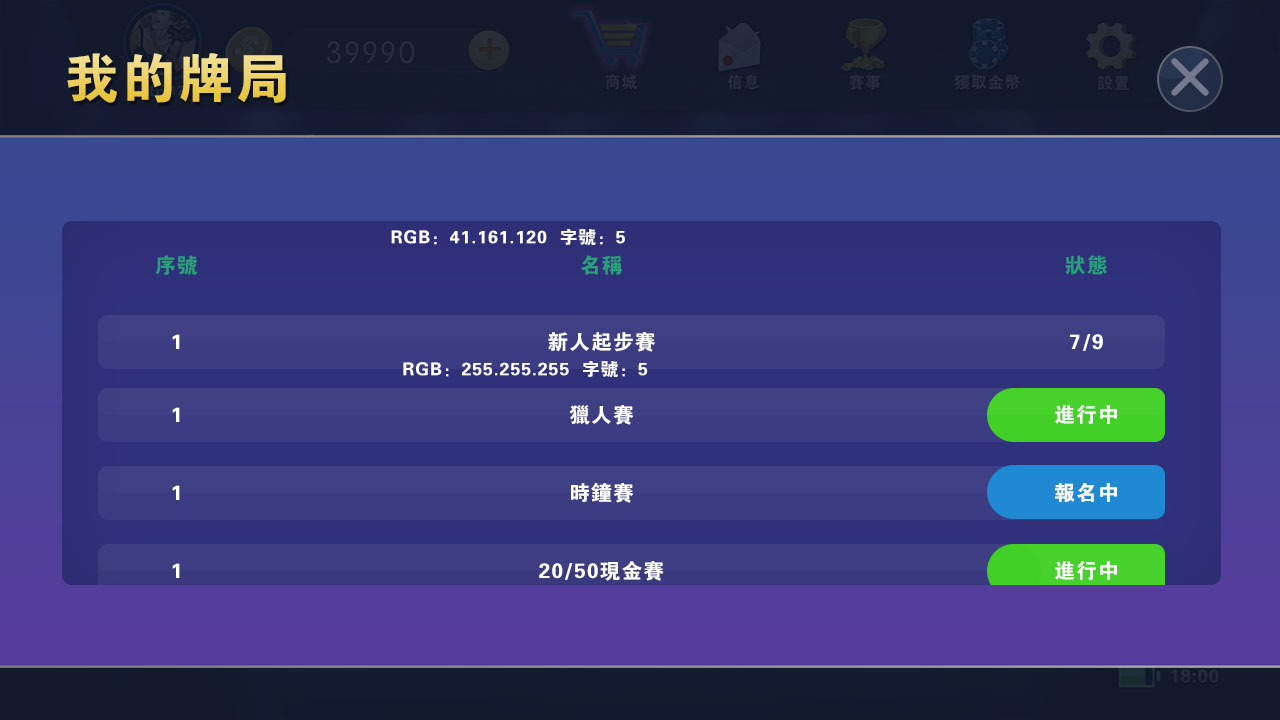 39990
商城
信息
賽事
獲取金幣
設置
我的牌局
RGB: 41.161.120 字號: 5
序號 名稱 狀態
1 新人起步賽 7/9
RGB: 255.255.255 字號: 5
1 獵人賽 進行中
1 時鐘賽 報名中
1 20/50現金賽 進行中
18:00